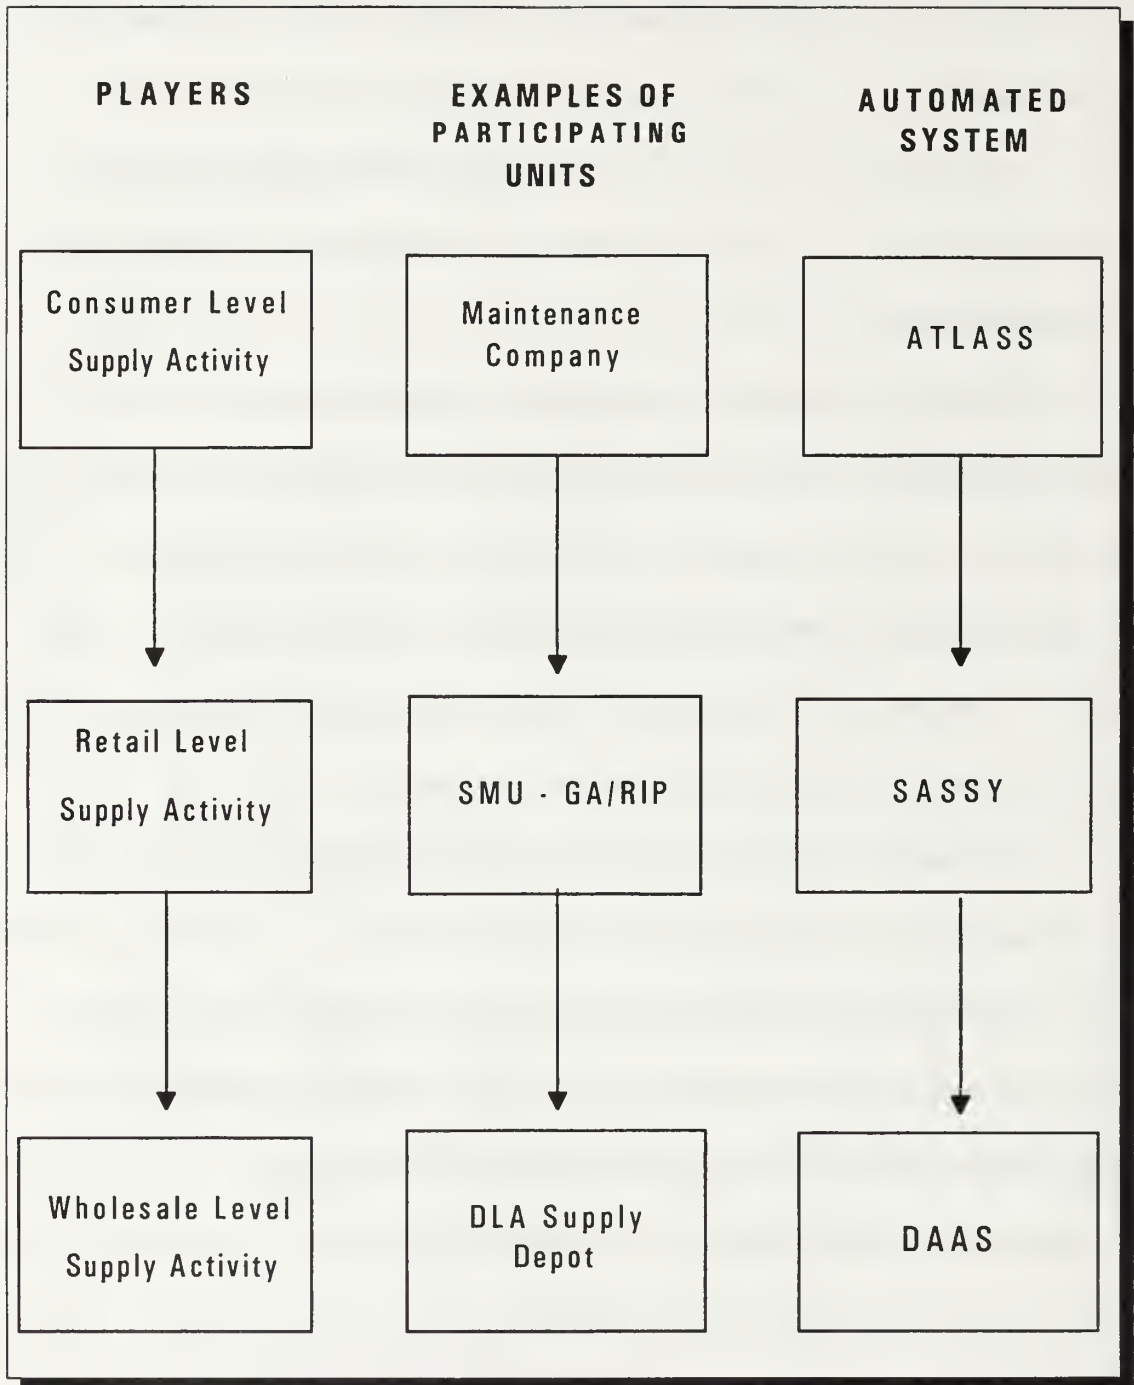 PLAYERS
EXAMPLES OF
PARTICIPATING
UNITS
AUTOMATED
SYSTEM
Consumer Level
Supply Activity
Maintenance
Company
ATLASS
Retail Level
Supply Activity
SMU - GA/RIP
SASSY
Wholesale Level
Supply Activity
DLA Supply
Depot
DAAS